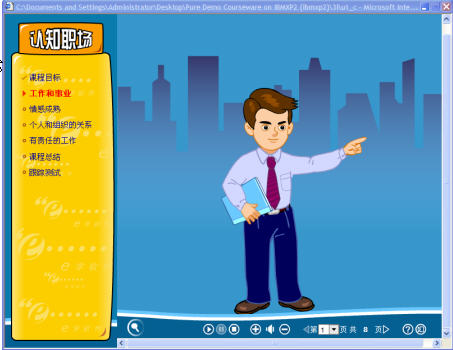 C:\Documents and Settings\Administrator\Desktop\Pure Demo Courseware on IBMXP2 (ibmxp2)\3lut_c - Microsoft Inte...
认知职场
课程目标
工作和事业
情感成熟
个人和组织的关系
有责任的工作
课程总结
跟踪测试
第 1 页 共 8 页